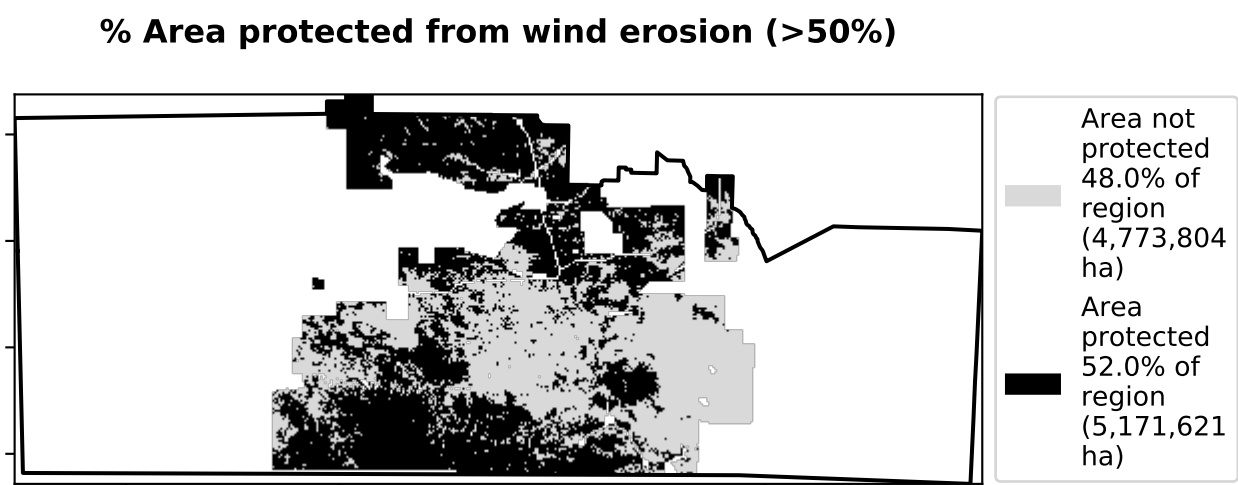 % Area protected from wind erosion (>50%)
Area not
protected
48.0% of
region
(4,773,804
ha)
Area
protected
52.0% of
region
(5,171,621
ha)